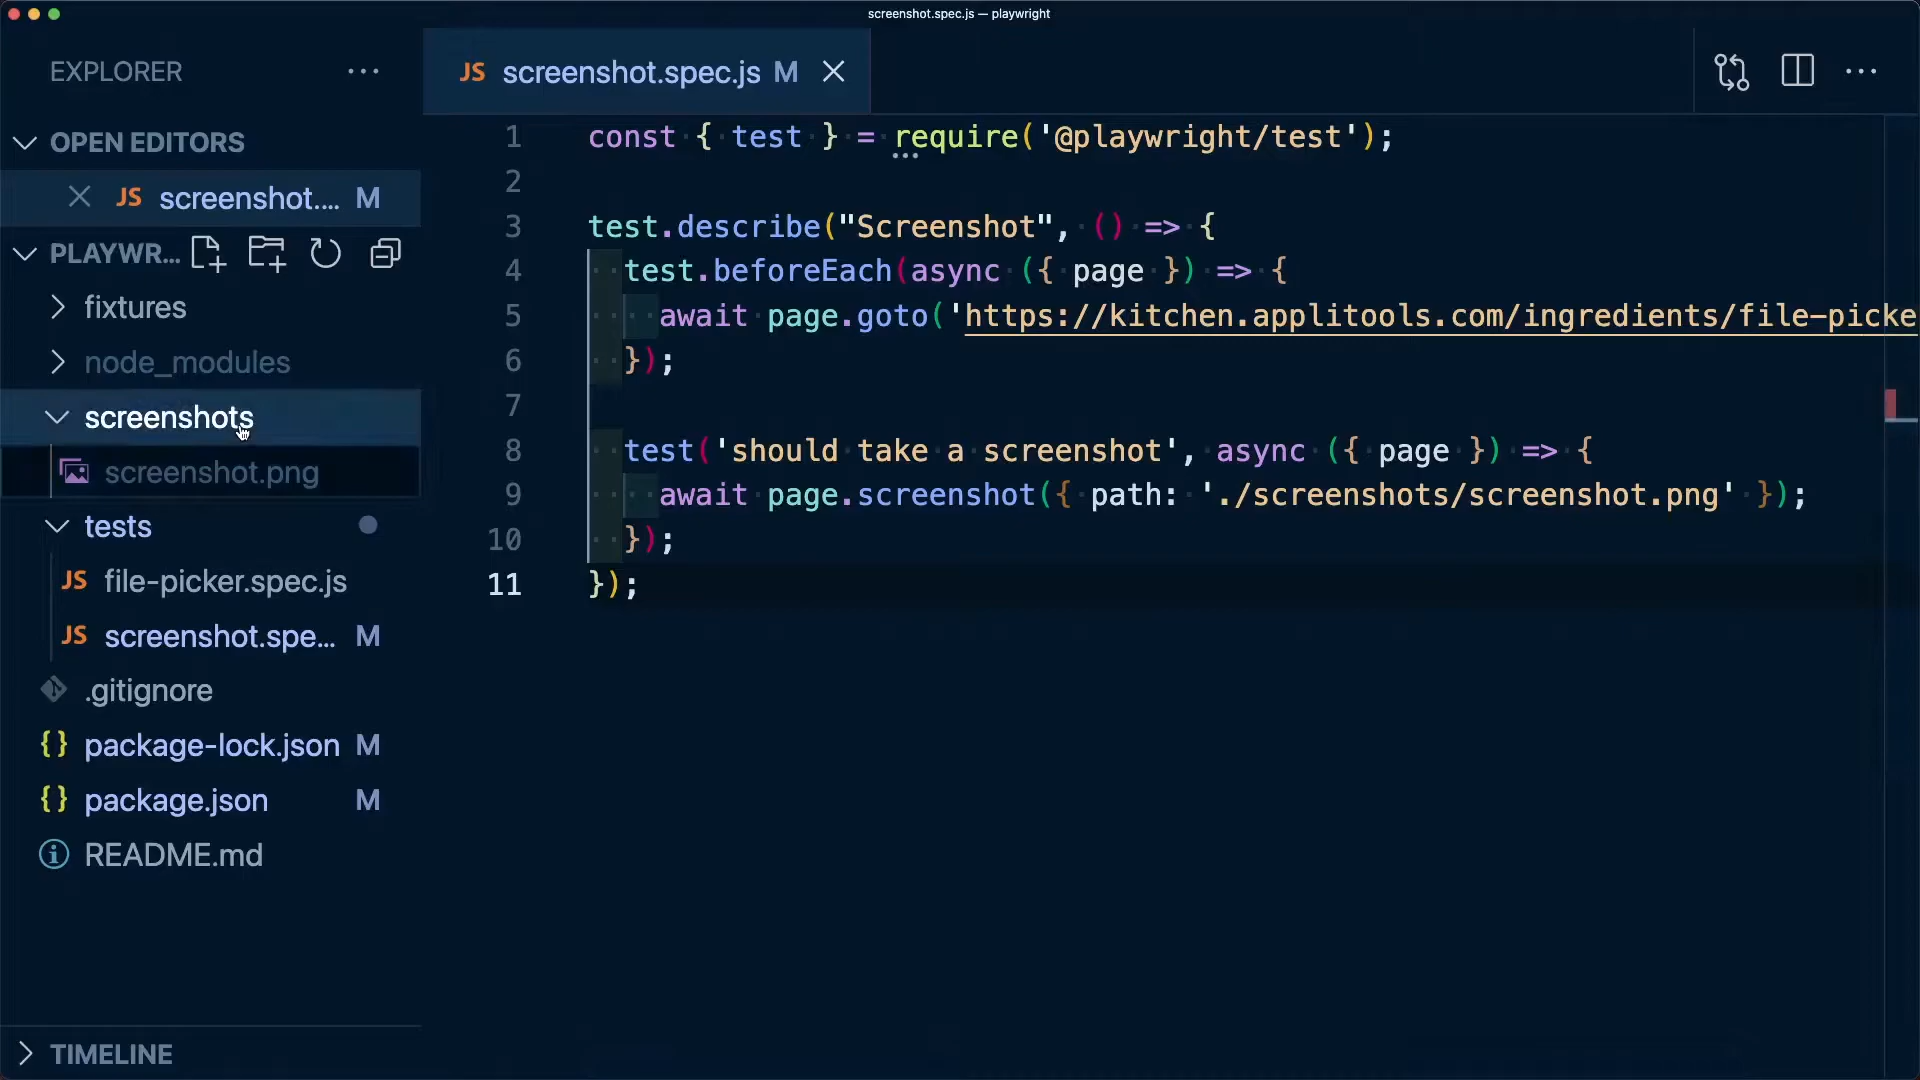 screenshot.spec.js — playwright
EXPLORER
JS screenshot.spec.js M
OPEN EDITORS
JS screenshot.... M
PLAYWR...
fixtures
node_modules
screenshots
screenshot.png
tests
JS file-picker.spec.js
JS screenshot.spe... M
.gitignore
{} package-lock.json M
{} package.json M
README.md
TIMELINE
1 const { test } = require('@playwright/test');
2
3 test.describe("Screenshot", () => {
4 test.beforeEach(async ({ page }) => {
5 await page.goto('https://kitchen.applitools.com/ingredients/file-picke
6 });
7
8 test('should take a screenshot', async ({ page }) => {
9 await page.screenshot({ path: './screenshots/screenshot.png' });
10 });
11 });